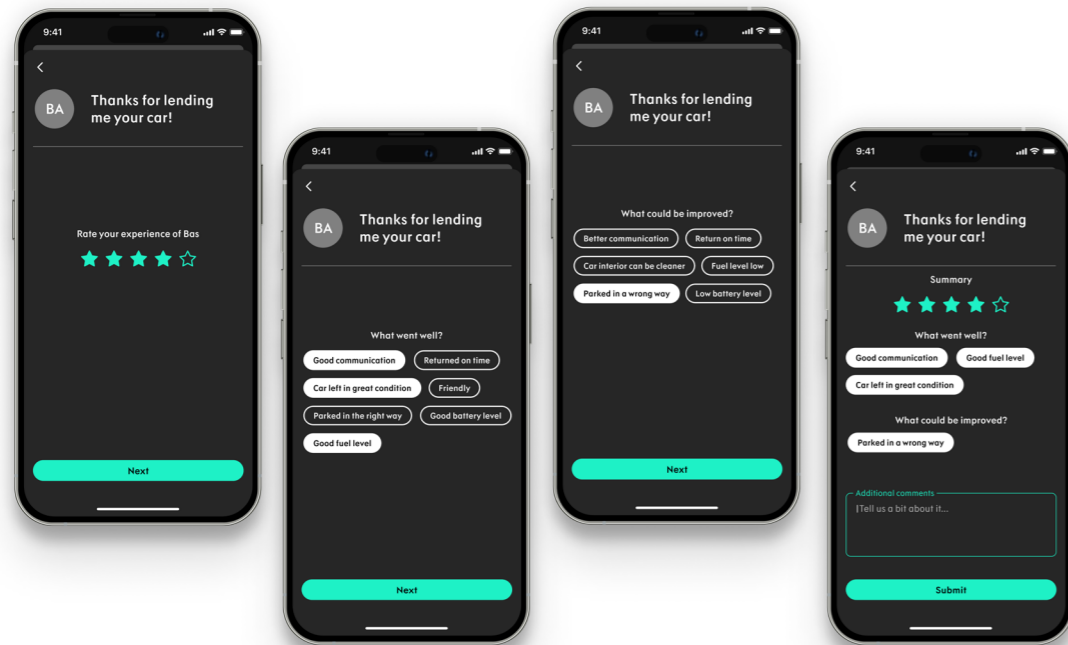 9:41
BA
Thanks for lending
me your car!
Rate your experience of Bas
Next
9:41
BA
Thanks for lending
me your car!
What went well?
Good communication
Returned on time
Car left in great condition
Friendly
Parked in the right way
Good battery level
Good fuel level
Next
9:41
BA
Thanks for lending
me your car!
What could be improved?
Better communication
Return on time
Car interior can be cleaner
Fuel level low
Parked in a wrong way
Low battery level
Next
9:41
BA
Thanks for lending
me your car!
Summary
What went well?
Good communication
Good fuel level
Car left in great condition
What could be improved?
Parked in a wrong way
Additional comments
Tell us a bit about it...
Submit